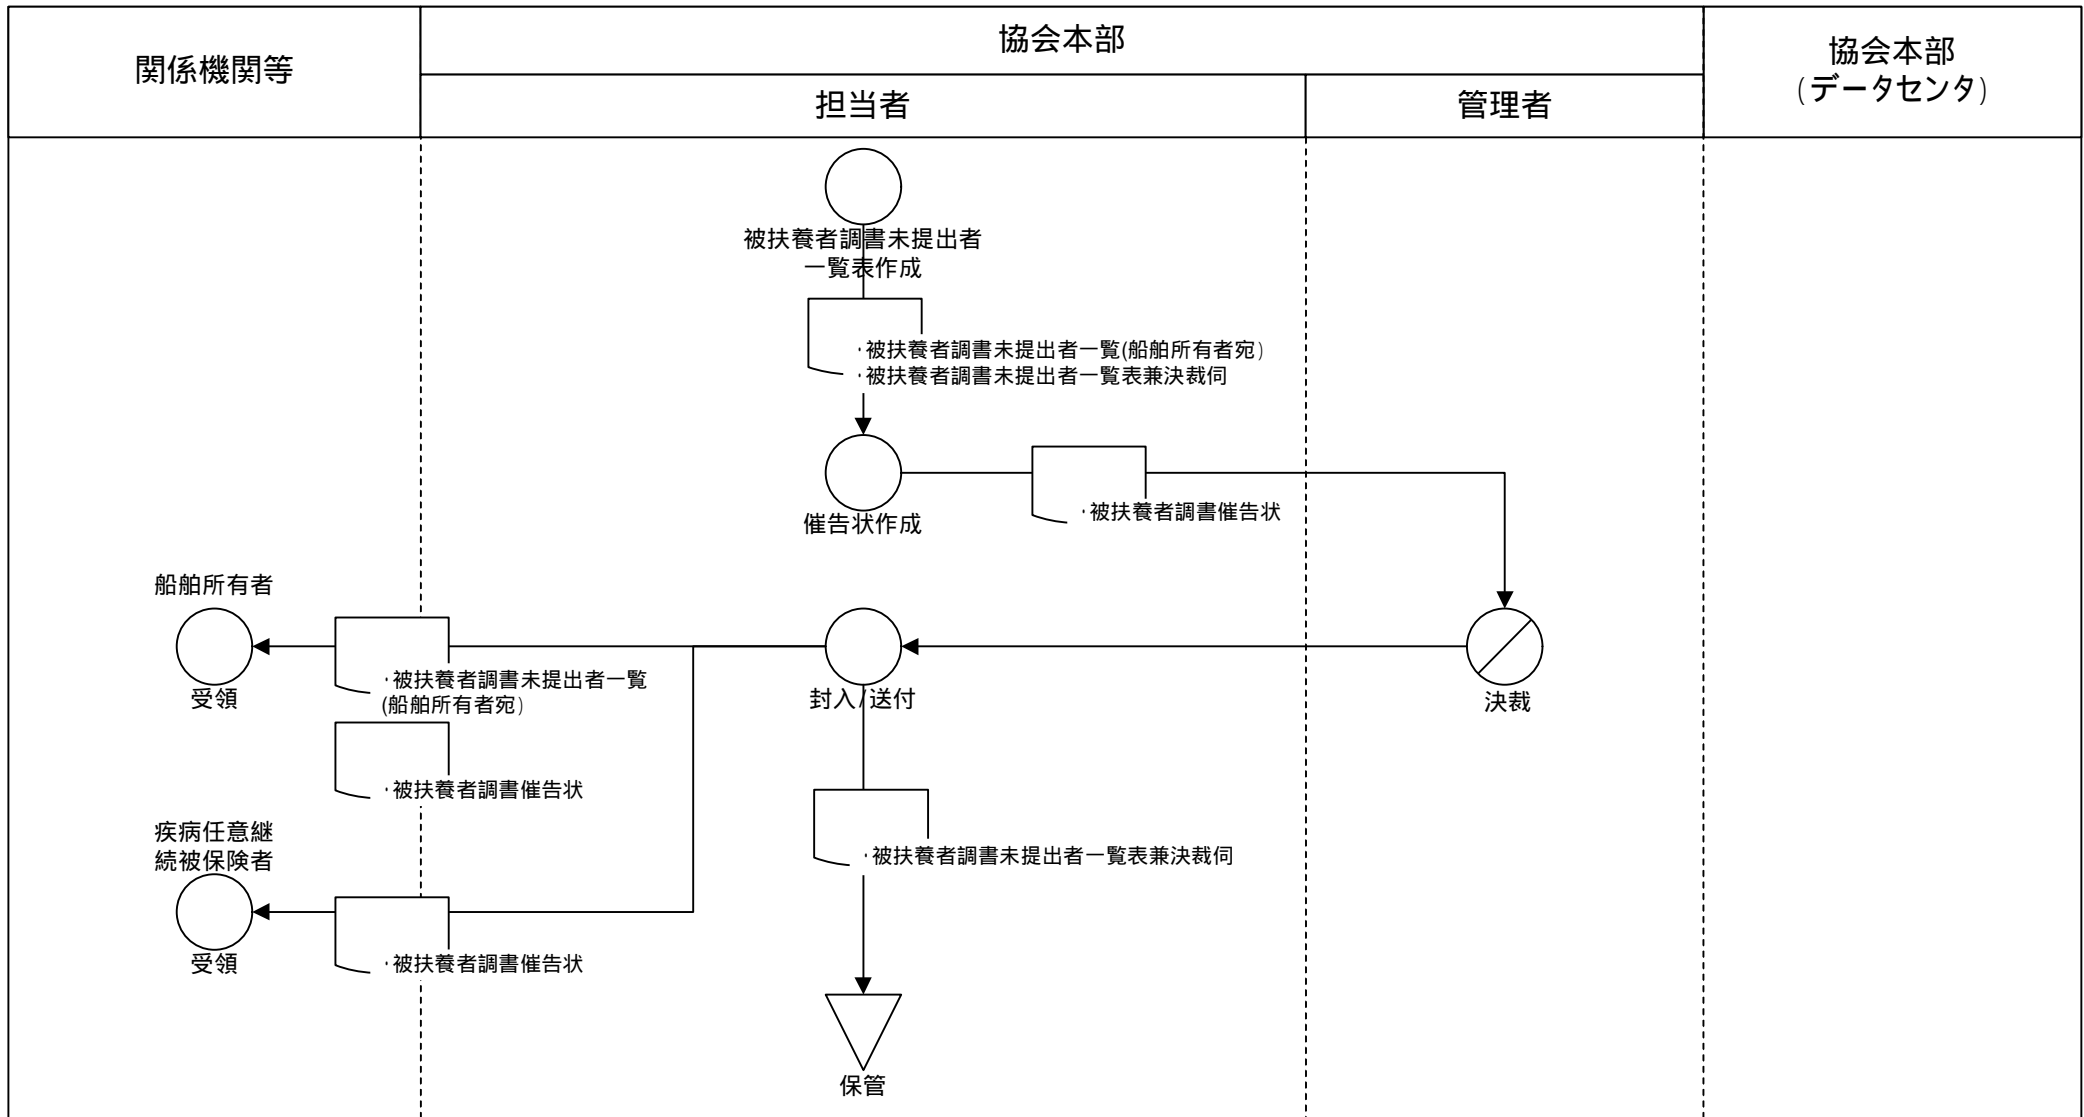 関係機関等
協会本部
協会本部
(データセンタ)
担当者
管理者
被扶養者調書未提出者
一覧表作成
・被扶養者調書未提出者一覧(船舶所有者宛)
・被扶養者調書未提出者一覧表兼決裁伺
催告状作成
・被扶養者調書催告状
船舶所有者
受領
・被扶養者調書未提出者一覧
(船舶所有者宛)
封入/送付
決裁
・被扶養者調書催告状
疾病任意継
続被保険者
・被扶養者調書未提出者一覧表兼決裁伺
受領
・被扶養者調書催告状
保管